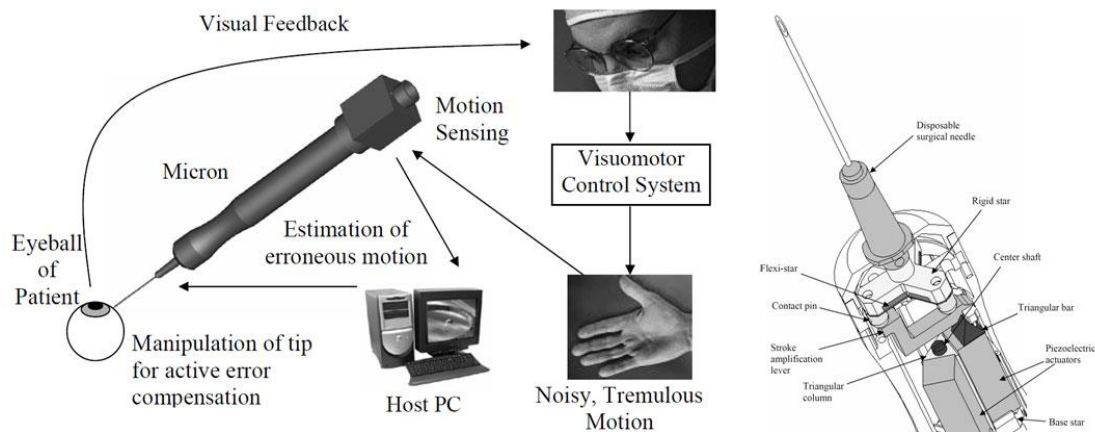 Visual Feedback
Motion
Sensing
Micron
Visuomotor
Control System
Eyeball
of
Patient
Estimation of
erroneous motion
Manipulation of tip
for active error
compensation
Host PC
Noisy, Tremulous
Motion
Disposable
surgical needle
Rigid star
Center shaft
Flexi-star
Contact pin
Triangular bar
Stroke
amplification
lever
Piezoelectric
actuators
Triangular
column
Base star